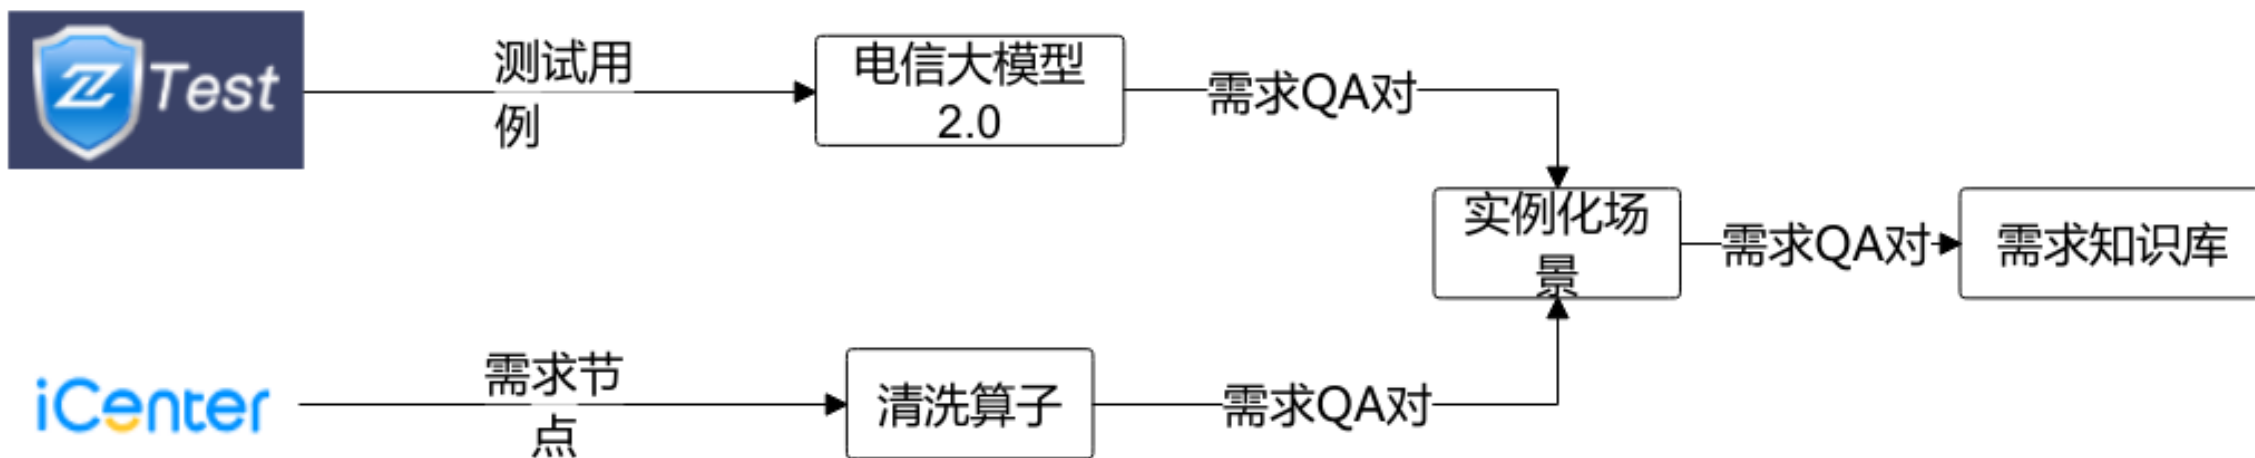 Test
测试用
例
电信大模型
2.0
需求QA对
实例化场
景
需求QA对
需求知识库
iCenter
需求节
点
清洗算子
需求QA对